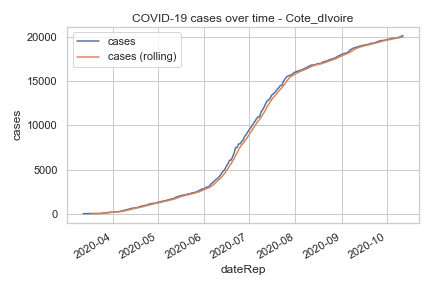 COVID-19 cases over time - Cote_dIvoire
cases
cases (rolling)
20000
15000
10000
5000
0
cases
2020-04
2020-05
2020-06
2020-07
2020-08
2020-09
2020-10
dateRep